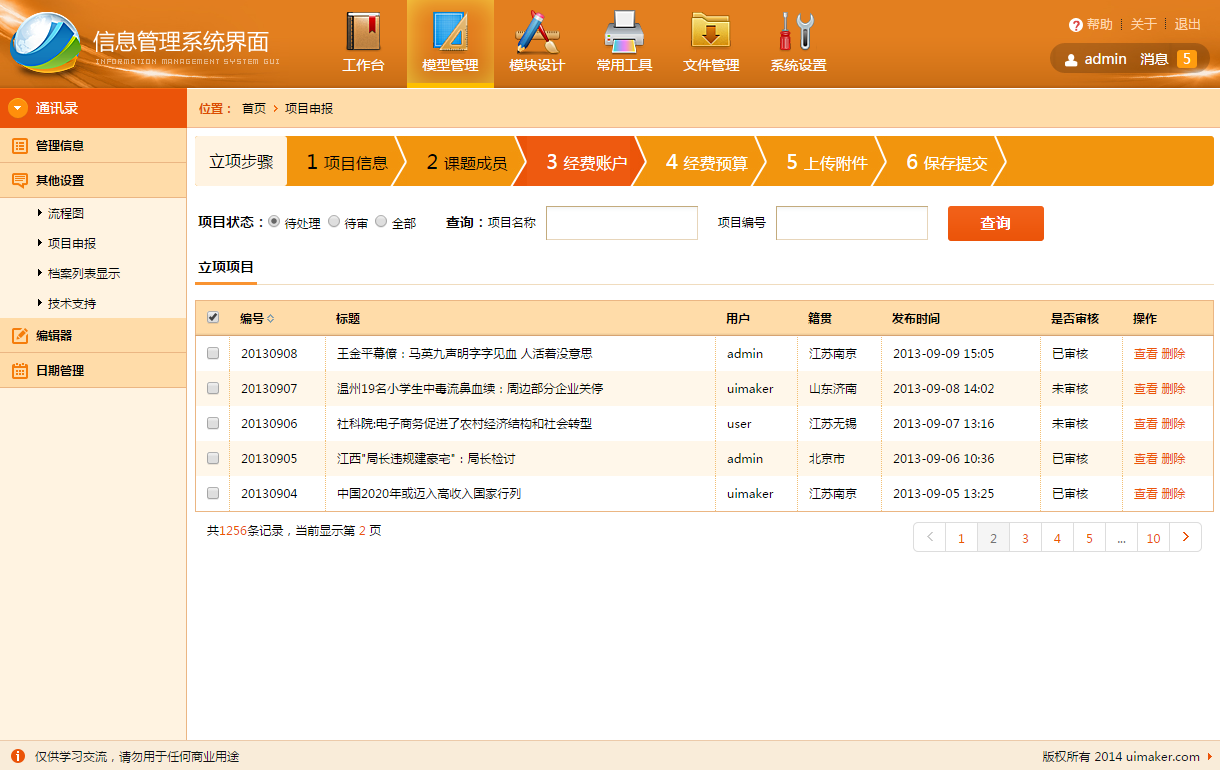 信息管理系统界面
INFORMATION MANAGEMENT SYSTEM GUI
工作台 模型管理 模块设计 常用工具 文件管理 系统设置
帮助 关于 退出
admin 消息 5
通讯录
管理信息
其他设置
流程图
项目申报
档案列表显示
技术支持
编辑器
日期管理
位置： 首页 项目申报
立项步骤 1 项目信息 2 课题成员 3 经费账户 4 经费预算 5 上传附件 6 保存提交
项目状态： 待处理 待审 全部 查询：项目名称 项目编号 查询
立项项目
编号 标题 用户 籍贯 发布时间 是否审核 操作
20130908 王金平幕僚：马英九声明字字见血 人活着没意思 admin 江苏南京 2013-09-09 15:05 已审核 查看 删除
20130907 温州19名小学生中毒流鼻血续：周边部分企业关停 uimaker 山东济南 2013-09-08 14:02 未审核 查看 删除
20130906 社科院:电子商务促进了农村经济结构和社会转型 user 江苏无锡 2013-09-07 13:16 未审核 查看 删除
20130905 江西"局长违规建豪宅"：局长检讨 admin 北京市 2013-09-06 10:36 已审核 查看 删除
20130904 中国2020年或迈入高收入国家行列 uimaker 江苏南京 2013-09-05 13:25 已审核 查看 删除
共1256条记录，当前显示第 2 页
< 1 2 3 4 5 ... 10 >
仅供学习交流，请勿用于任何商业用途
版权所有 2014 uimaker.com